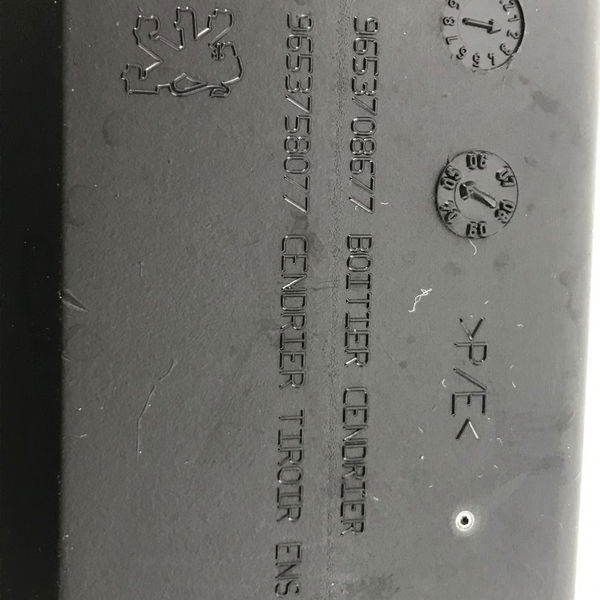 9653708677 BOITIER CENDRIER
9653758077 CENDRIER TIROIR ENS
>P/E<